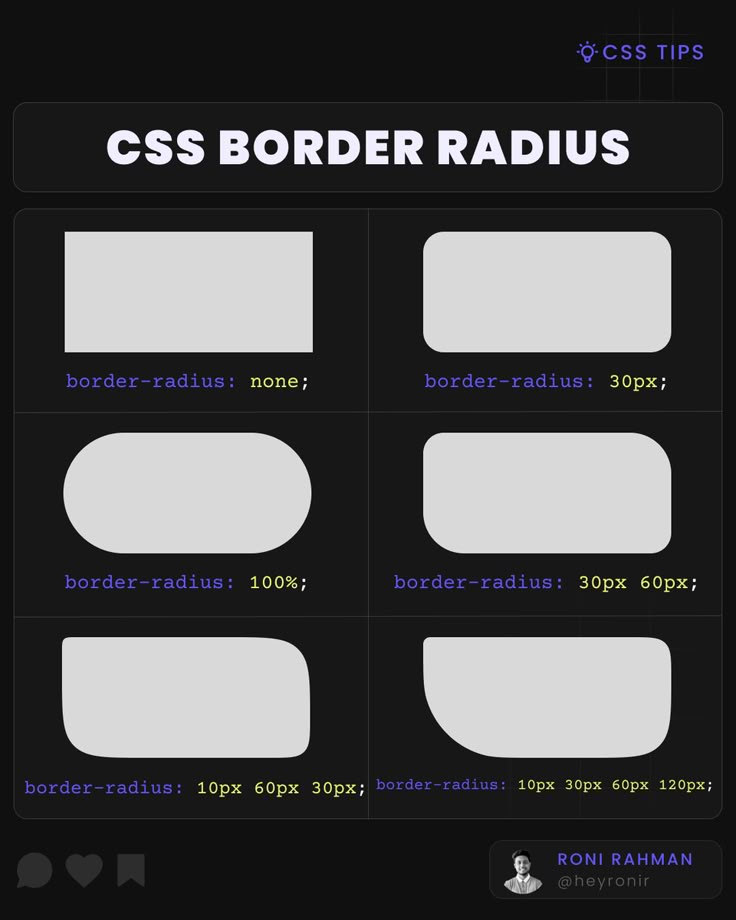 CSS TIPS
CSS BORDER RADIUS
border-radius: none;
border-radius: 30px;
border-radius: 100%;
border-radius: 30px 60px;
border-radius: 10px 60px 30px;
border-radius: 10px 30px 60px 120px;
RONI RAHMAN
@heyronir